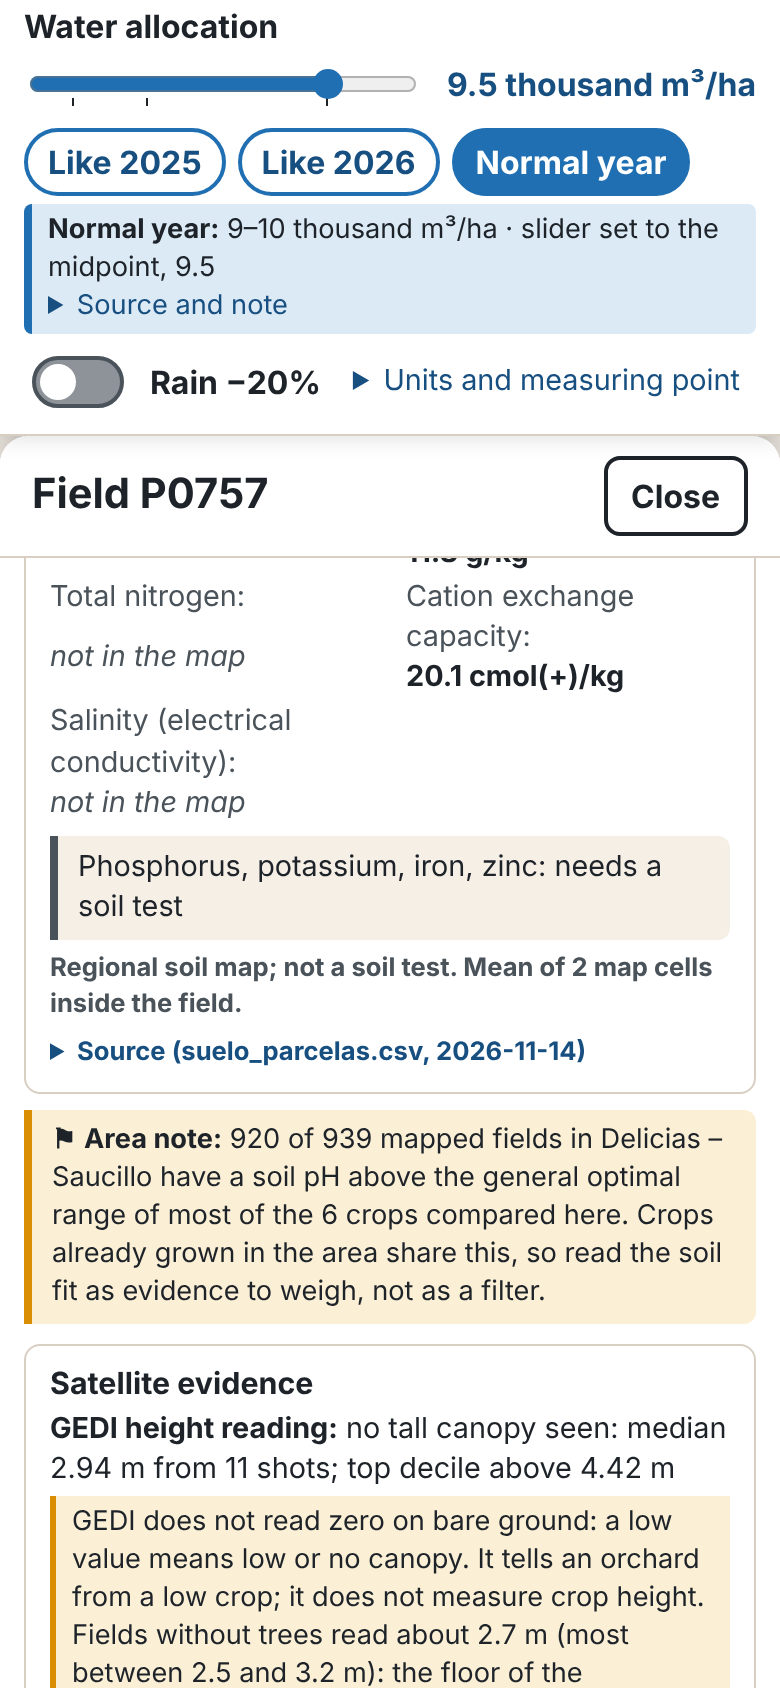 Water allocation
9.5 thousand m³/ha
Like 2025 Like 2026 Normal year
Normal year: 9–10 thousand m³/ha · slider set to the
midpoint, 9.5
▶ Source and note
Rain −20% ▶ Units and measuring point
Field P0757 Close
Total nitrogen:
not in the map
Cation exchange
capacity:
20.1 cmol(+)/kg
Salinity (electrical
conductivity):
not in the map
Phosphorus, potassium, iron, zinc: needs a
soil test
Regional soil map; not a soil test. Mean of 2 map cells
inside the field.
▶ Source (suelo_parcelas.csv, 2026-11-14)
⚑ Area note: 920 of 939 mapped fields in Delicias –
Saucillo have a soil pH above the general optimal
range of most of the 6 crops compared here. Crops
already grown in the area share this, so read the soil
fit as evidence to weigh, not as a filter.
Satellite evidence
GEDI height reading: no tall canopy seen: median
2.94 m from 11 shots; top decile above 4.42 m
GEDI does not read zero on bare ground: a low
value means low or no canopy. It tells an orchard
from a low crop; it does not measure crop height.
Fields without trees read about 2.7 m (most
between 2.5 and 3.2 m): the floor of the